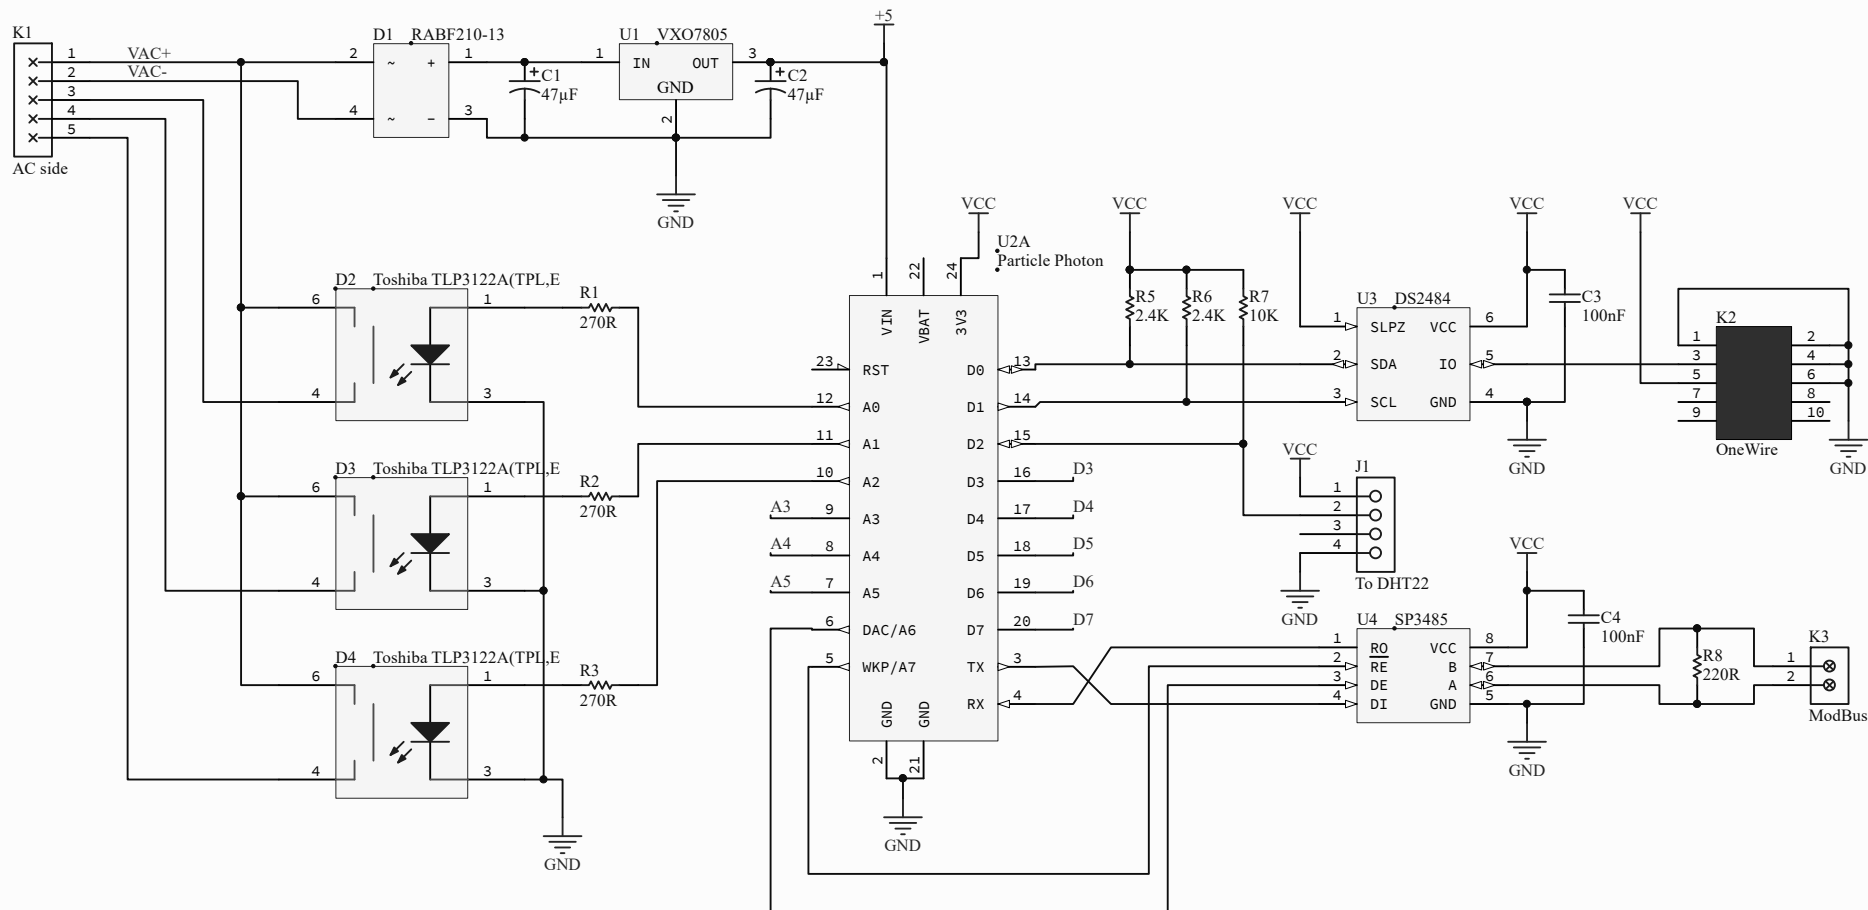 K1
1 VAC+
2 VAC-
3
4
5
AC side
D1 RABF210-13
2 ~ + 1
4 ~ − 3
+ C1
47µF
U1 VXO7805
1 IN OUT 3
GND
2
+ C2
47µF
+5
GND
D2 Toshiba TLP3122A(TPL,E
6 1
4 3
R1
270R
D3 Toshiba TLP3122A(TPL,E
6 1
4 3
R2
270R
D4 Toshiba TLP3122A(TPL,E
6 1
4 3
R3
270R
GND
VCC
U2A
Particle Photon
1 22 24
VIN VBAT 3V3
23 RST D0 13
12 A0 D1 14
11 A1 D2 15
10 A2 D3 16 D3
A3 9 A3 D4 17 D4
A4 8 A4 D5 18 D5
A5 7 A5 D6 19 D6
6 DAC/A6 D7 20 D7
5 WKP/A7 TX 3
RX 4
GND GND
2 21
GND
VCC
R5
2.4K
R6
2.4K
R7
10K
VCC
VCC
U3 DS2484
1 SLPZ VCC 6
2 SDA IO 5
3 SCL GND 4
C3
100nF
GND
VCC
K2
1 2
3 4
5 6
7 8
9 10
OneWire
GND
VCC
J1
1
2
3
4
To DHT22
GND
VCC
U4 SP3485
1 RO VCC 8
2 RE B 7
3 DE A 6
4 DI GND 5
C4
100nF
GND
R8
220R
K3
1
2
ModBus